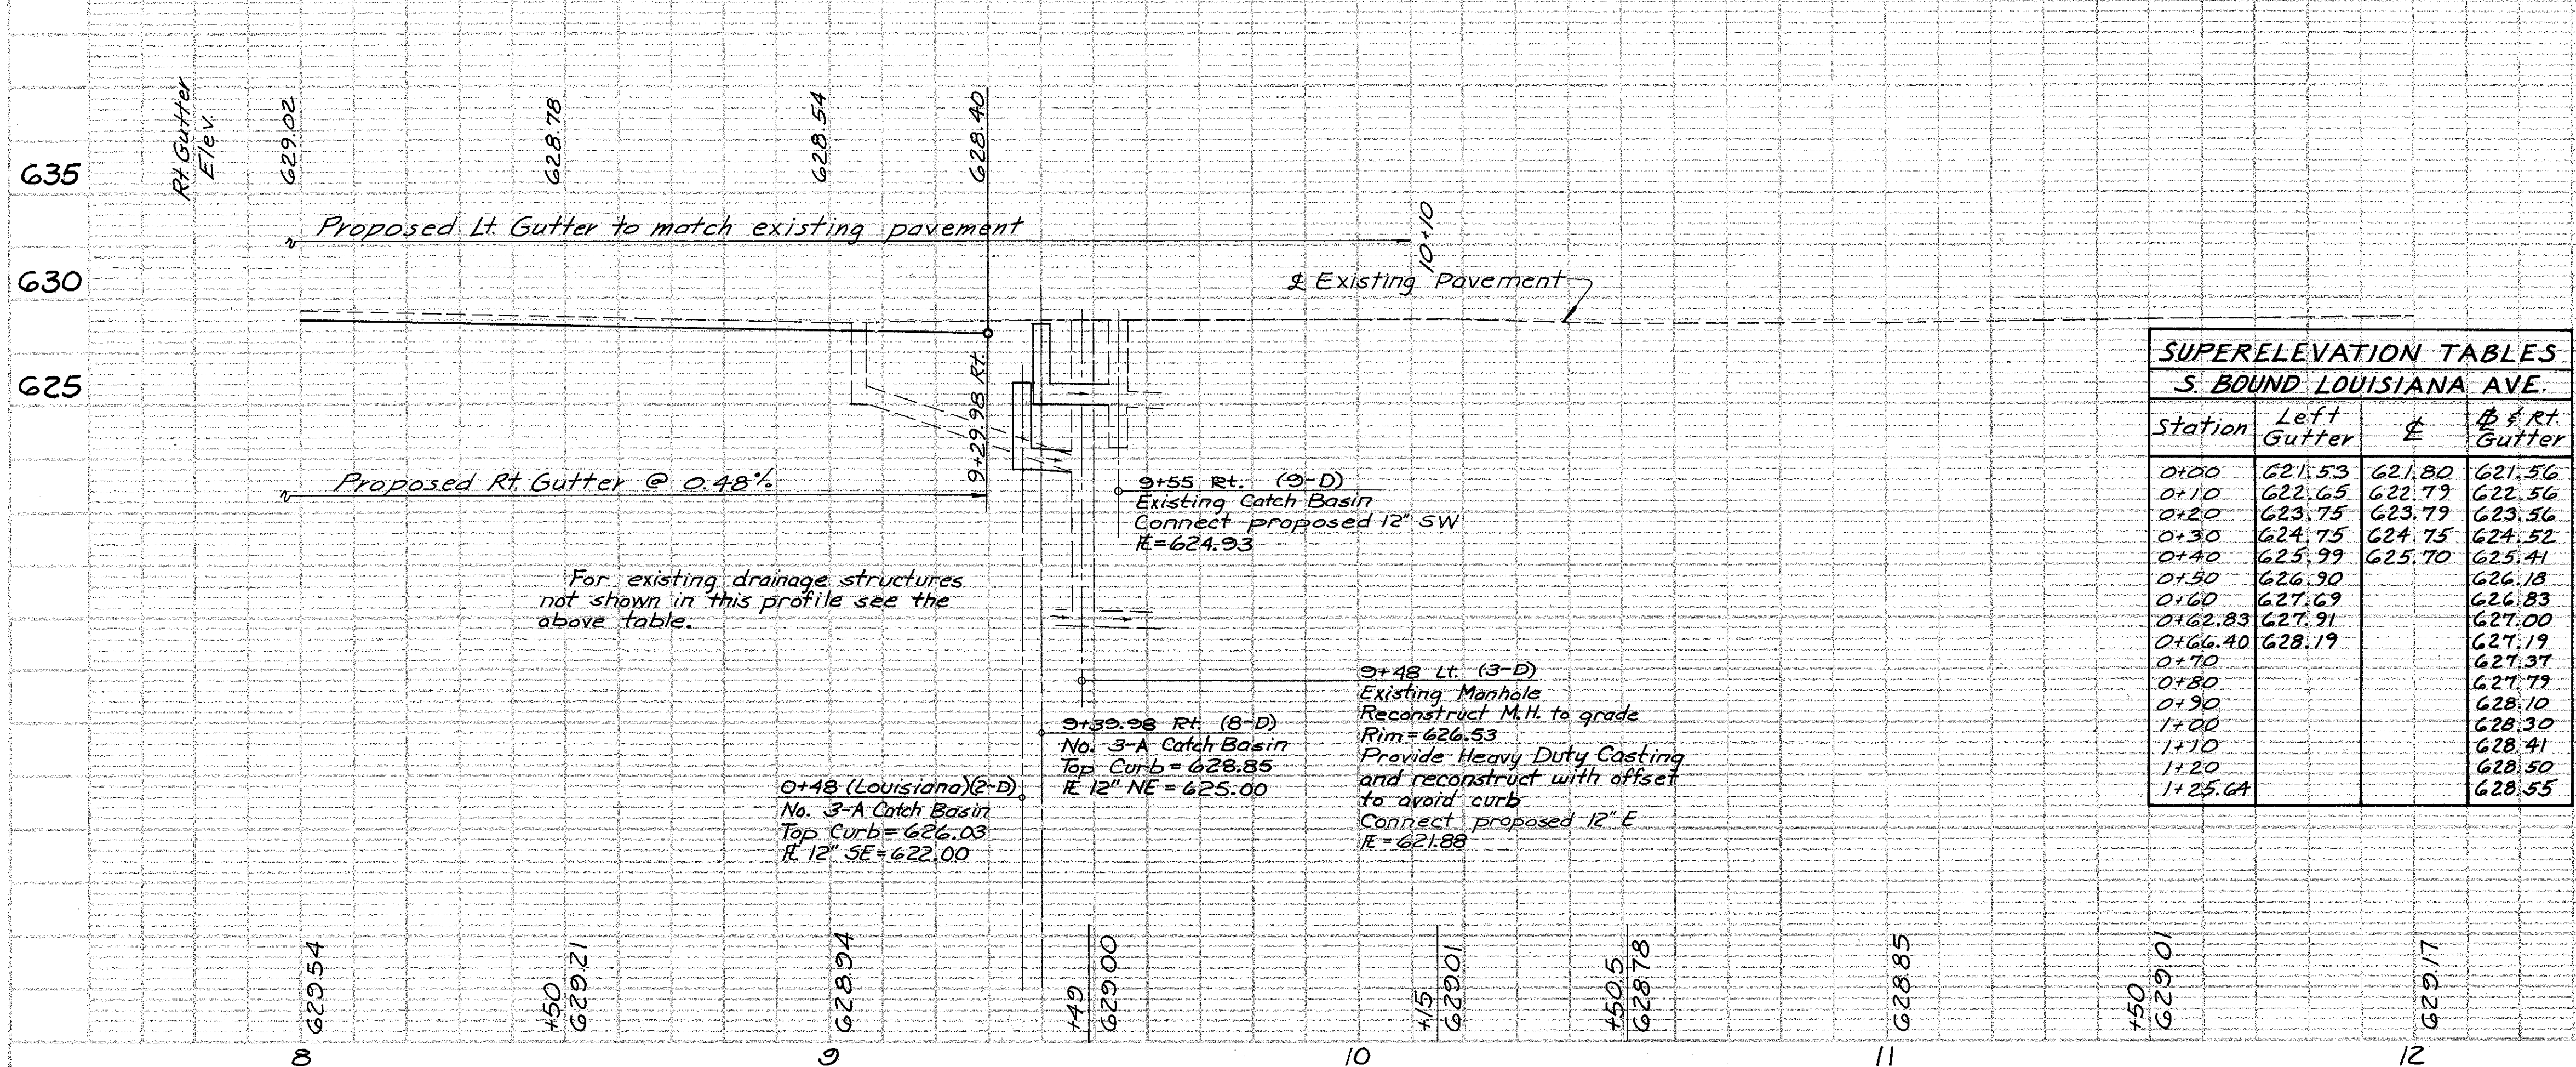 Rt. Gutter
Elev.
629.02
628.78
628.54
628.40
635
630
625
Proposed Lt. Gutter to match existing pavement
10+10
℄ Existing Pavement
9+29.98 Rt.
Proposed Rt. Gutter @ 0.48%
9+55 Rt. (9-D)
Existing Catch Basin
Connect proposed 12" SW
=624.93
For existing drainage structures
not shown in this profile see the
above table.
9+48 Lt. (3-D)
Existing Manhole
Reconstruct M.H. to grade
Rim = 626.53
Provide Heavy Duty Casting
and reconstruct with offset
to avoid curb
Connect proposed 12" E
=621.88
9+39.98 Rt. (8-D)
No. 3-A Catch Basin
Top Curb = 628.85
12" NE = 625.00
0+48 (Louisiana)(2-D)
No. 3-A Catch Basin
Top Curb = 626.03
12" SE = 622.00
SUPERELEVATION TABLES
S. BOUND LOUISIANA AVE.
Station Left Gutter ℄ & Rt. Gutter
0+00 621.53 621.80 621.56
0+10 622.65 622.79 622.56
0+20 623.75 623.79 623.56
0+30 624.75 624.75 624.52
0+40 625.99 625.70 625.41
0+50 626.90 626.18
0+60 627.69 626.83
0+62.83 627.91 627.00
0+66.40 628.19 627.19
0+70 627.37
0+80 627.79
0+90 628.10
1+00 628.30
1+10 628.41
1+20 628.50
1+25.64 628.55
629.54
+50
629.21
628.94
+49
629.00
+15
629.01
+50.5
628.78
628.85
+50
629.01
629.17
8 9 10 11 12